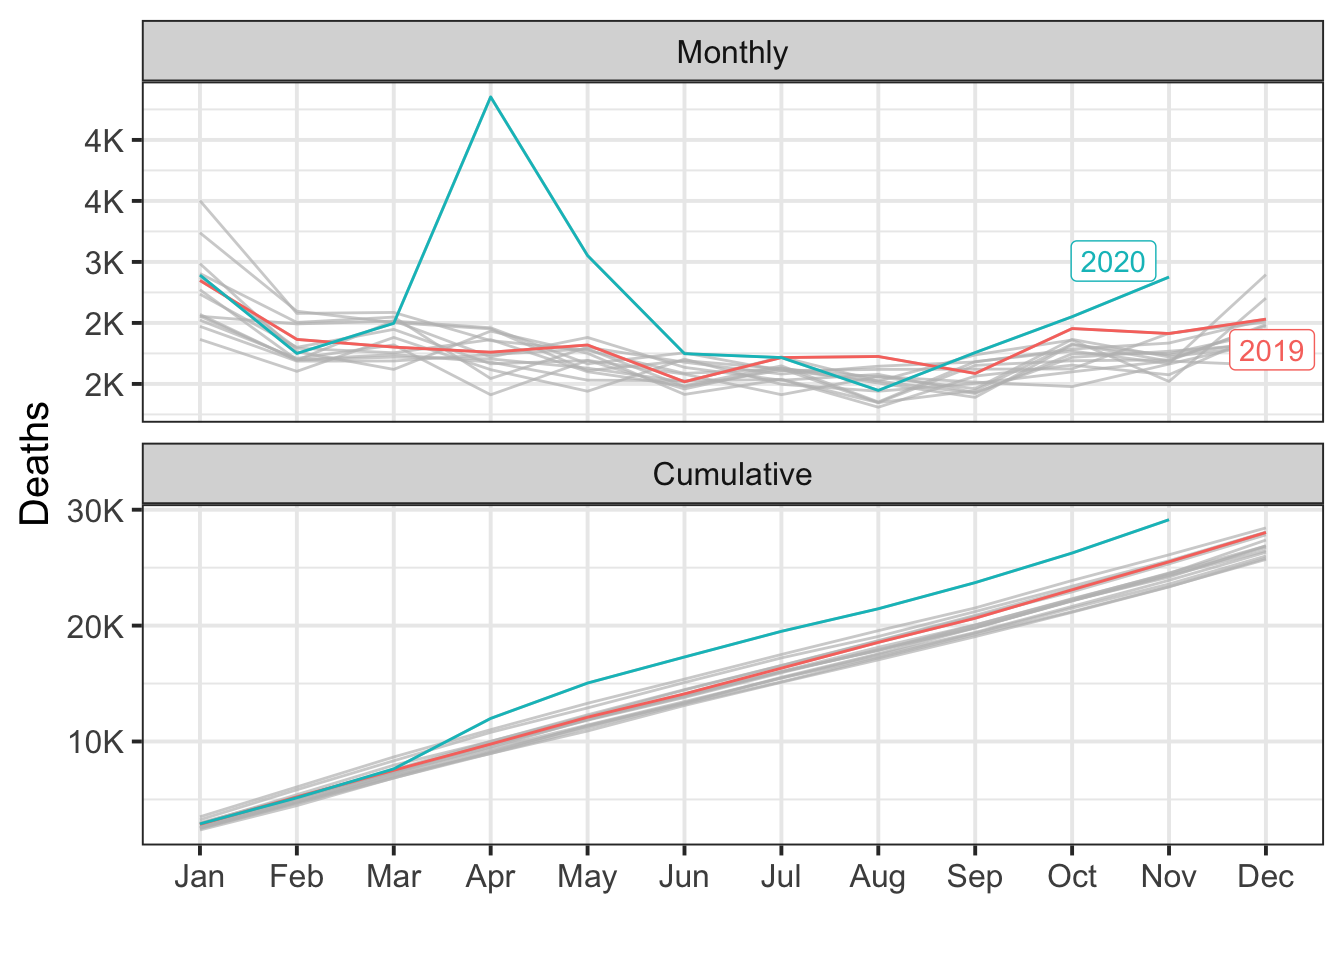 Monthly
4K
4K
3K
2K
2K
2020
2019
Deaths
Cumulative
30K
20K
10K
Jan Feb Mar Apr May Jun Jul Aug Sep Oct Nov Dec